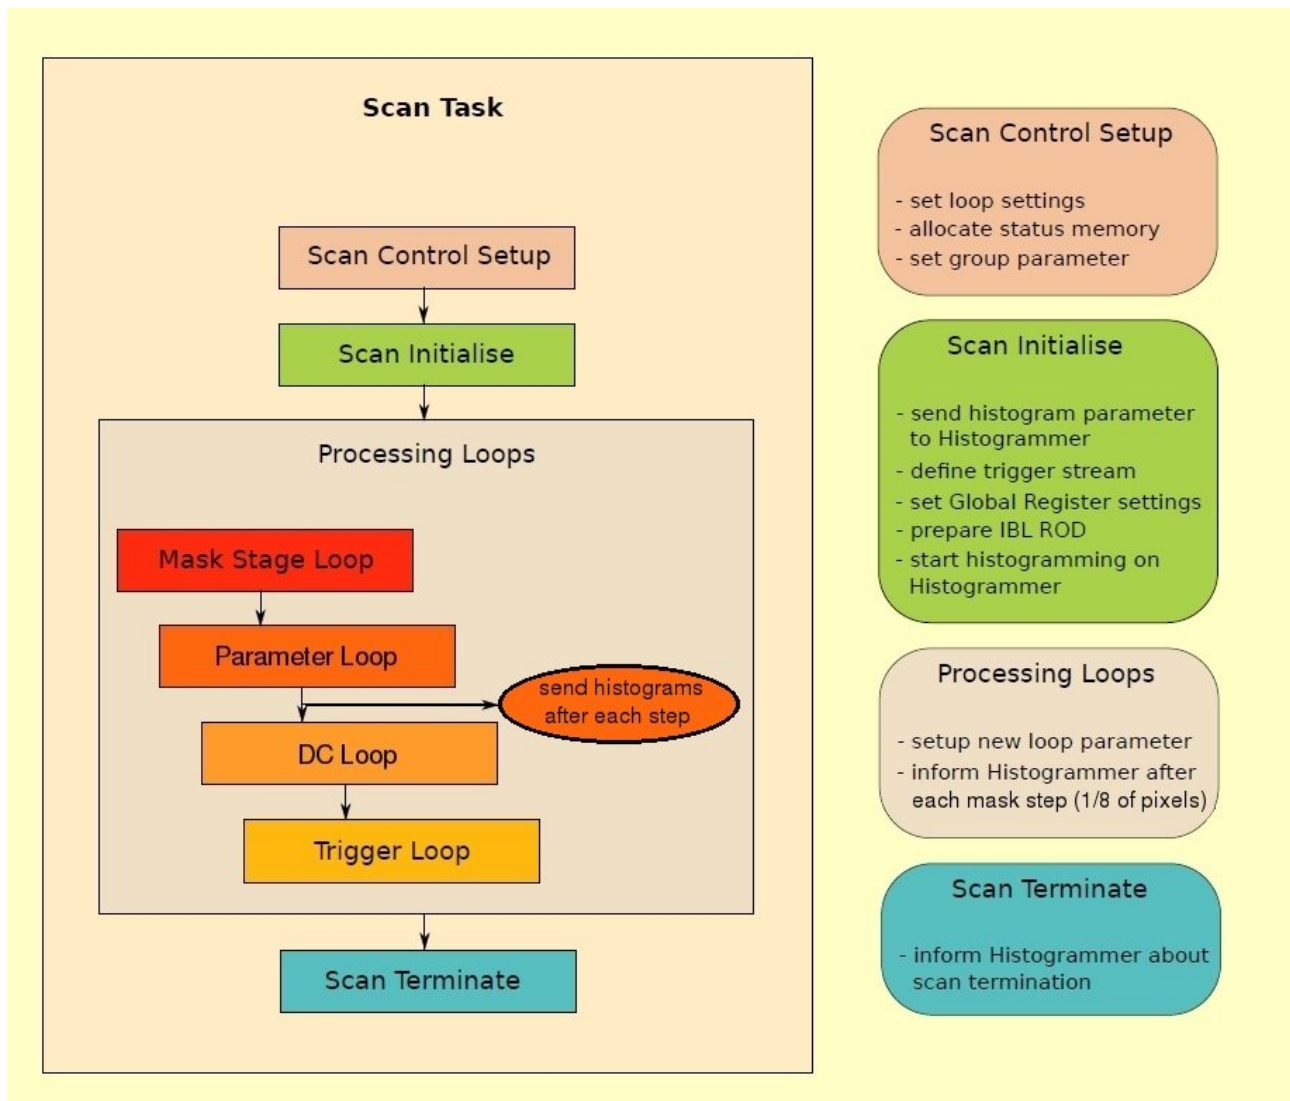 Scan Task
Scan Control Setup
Scan Initialise
Processing Loops
Mask Stage Loop
Parameter Loop
send histograms
after each step
DC Loop
Trigger Loop
Scan Terminate
Scan Control Setup
- set loop settings
- allocate status memory
- set group parameter
Scan Initialise
- send histogram parameter
to Histogrammer
- define trigger stream
- set Global Register settings
- prepare IBL ROD
- start histogramming on
Histogrammer
Processing Loops
- setup new loop parameter
- inform Histogrammer after
each mask step (1/8 of pixels)
Scan Terminate
- inform Histogrammer about
scan termination